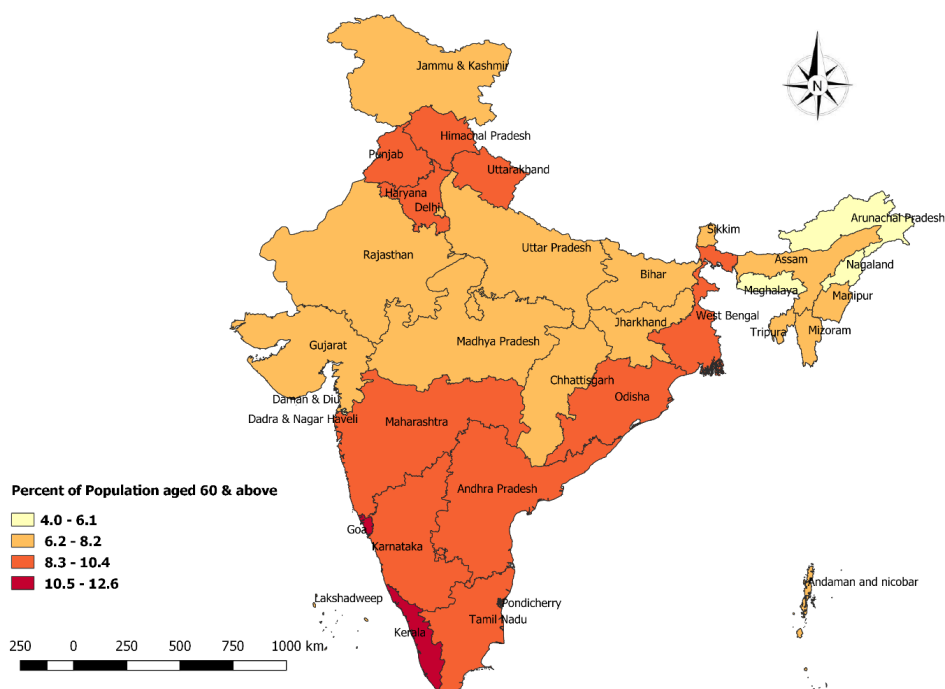 Jammu & Kashmir
N
Himachal Pradesh
Punjab
Uttarakhand
Haryana
Delhi
Arunachal Pradesh
Sikkim
Uttar Pradesh
Rajasthan
Assam
Nagaland
Bihar
Meghalaya
Manipur
West Bengal
Jharkhand
Tripura
Mizoram
Madhya Pradesh
Gujarat
Chhattisgarh
Odisha
Daman & Diu
Dadra & Nagar Haveli
Maharashtra
Andhra Pradesh
Percent of Population aged 60 & above
4.0 - 6.1
6.2 - 8.2
8.3 - 10.4
10.5 - 12.6
Goa
Karnataka
Andaman and nicobar
Lakshadweep
Pondicherry
Tamil Nadu
Kerala
250 0 250 500 750 1000 km